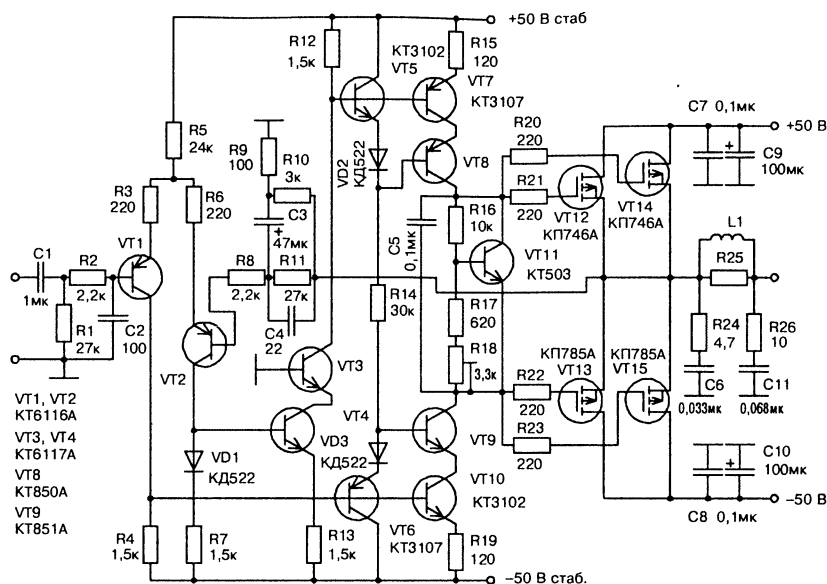 +50 В стаб
R12
1,5к
КТ3102
VT5
R15
120
VT7
КТ3107
C7 0,1мк
+50 В
R5
24к
R9
100
R10
3к
VD2
КД522
VT8
R20
220
R21
220
C9
100мк
R3
220
R6
220
C3
47мк
C5
0,1мк
R16
10к
VT12
КП746А
VT14
КП746А
L1
C1
1мк
R2
2,2к
VT1
R8
2,2к
R11
27к
VT11
КТ503
R25
R1
27к
C2
100
C4
22
R14
30к
R17
620
R24
4,7
R26
10
VT2
VT3
R18
3,3к
КП785А
VT13
КП785А
VT15
C6
0,033мк
C11
0,068мк
VT1, VT2
КТ6116А
VT3, VT4
КТ6117А
VT8
КТ850А
VT9
КТ851А
VD1
КД522
VT4
VD3
КД522
R22
220
R23
220
VT9
VT10
КТ3102
C10
100мк
−50 В
C8 0,1мк
R4
1,5к
R7
1,5к
R13
1,5к
VT6
КТ3107
R19
120
−50 В стаб.